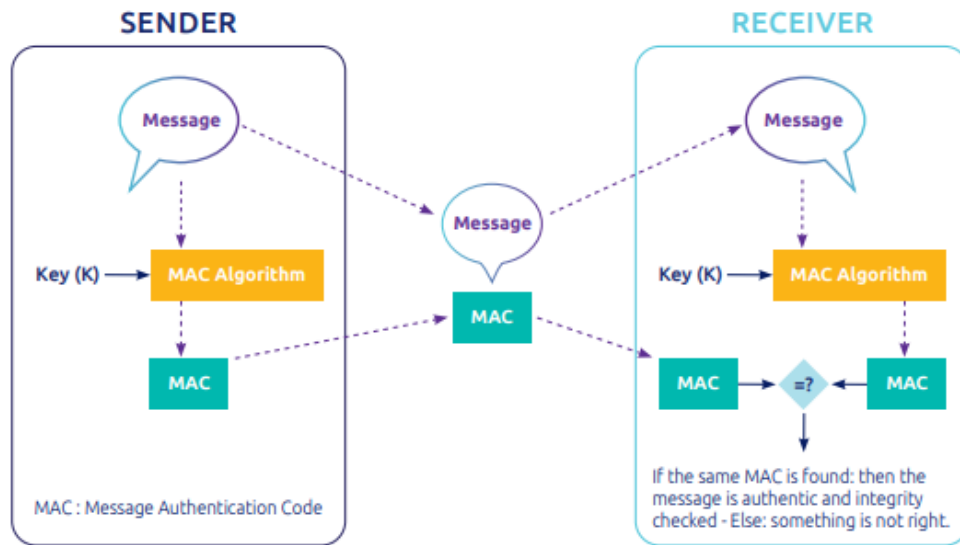 SENDER
RECEIVER
Message
Message
Message
Key (K)
MAC Algorithm
Key (K)
MAC Algorithm
MAC
MAC
MAC
=?
MAC
MAC : Message Authentication Code
If the same MAC is found: then the
message is authentic and integrity
checked - Else: something is not right.